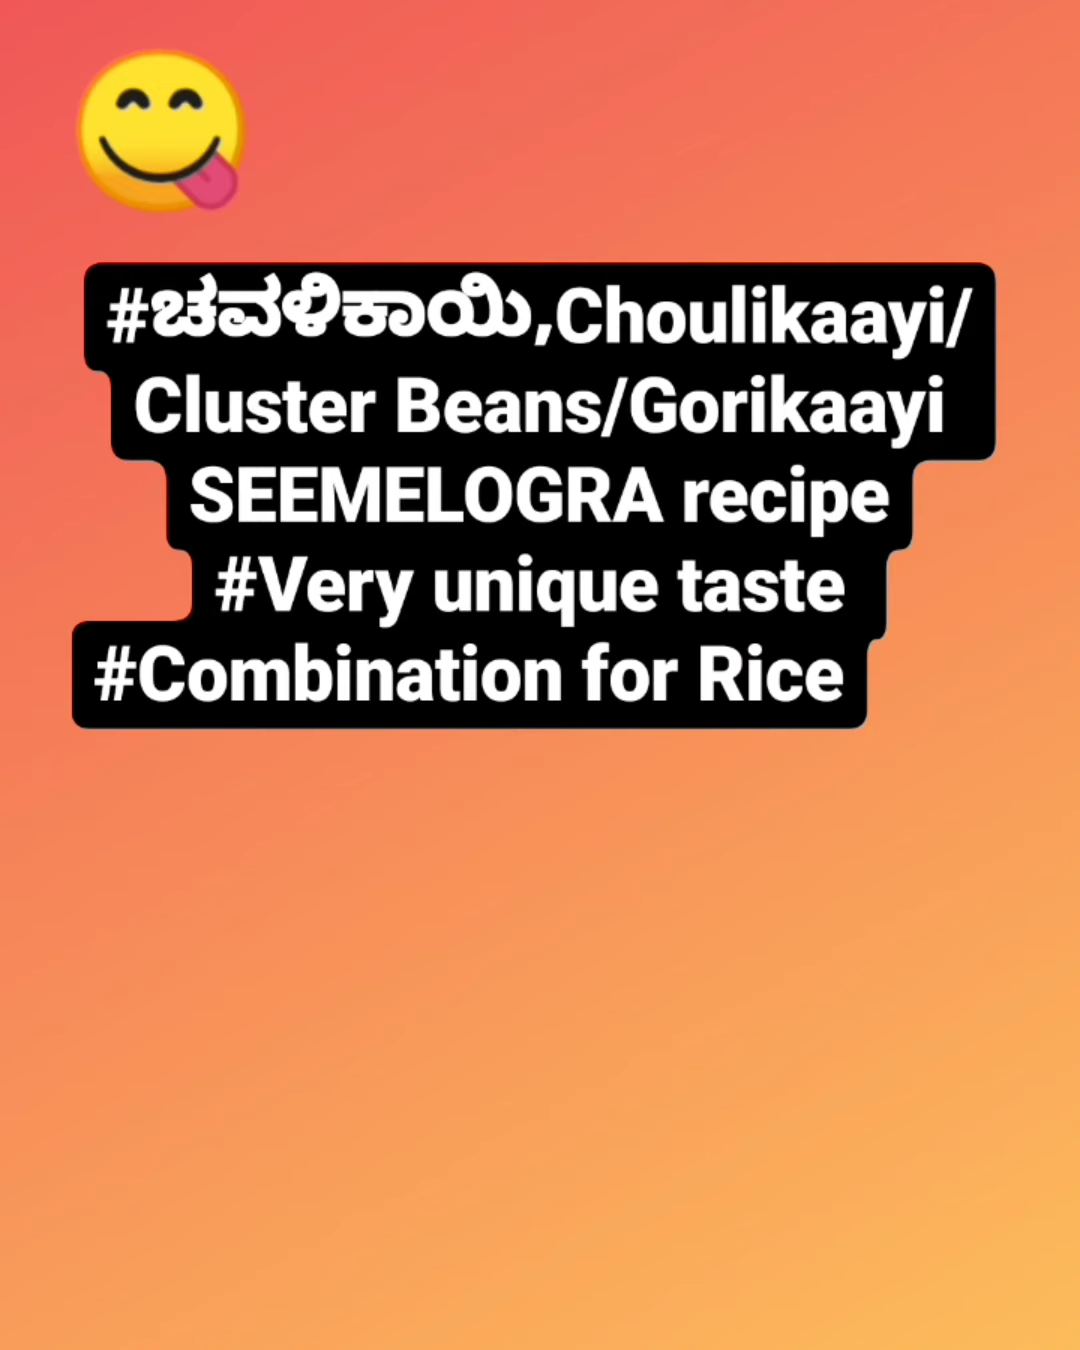 #ಚವಳಿಕಾಯಿ,Choulikaayi/
Cluster Beans/Gorikaayi
SEEMELOGRA recipe
#Very unique taste
#Combination for Rice